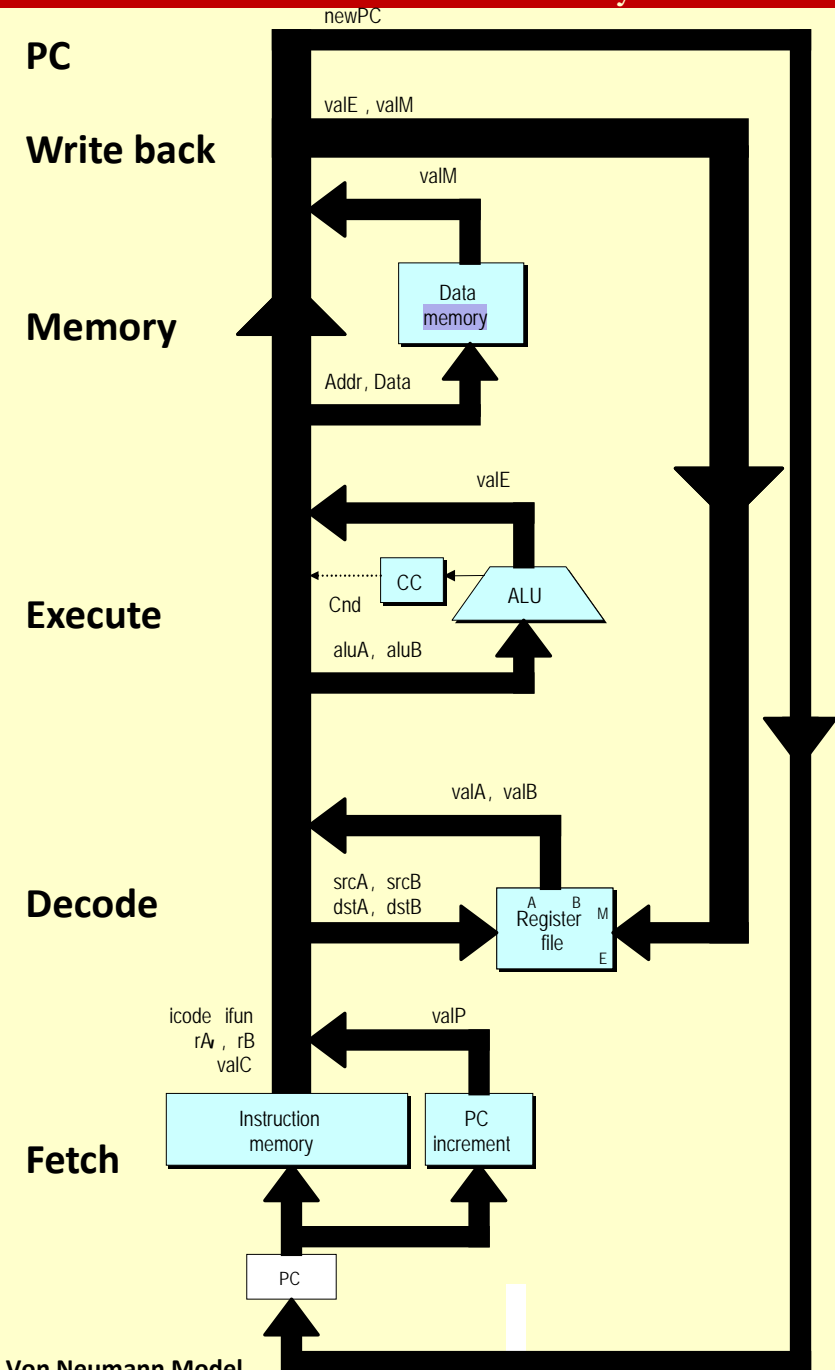 newPC
PC
valE , valM
Write back
valM
Data
memory
Memory
Addr, Data
valE
CC
ALU
Cnd
Execute
aluA, aluB
valA, valB
srcA, srcB
dstA, dstB
Decode
A B
M
Register
file
E
icode ifun
rA, rB
valC
valP
Instruction
memory
PC
increment
Fetch
PC
Von Neumann Model